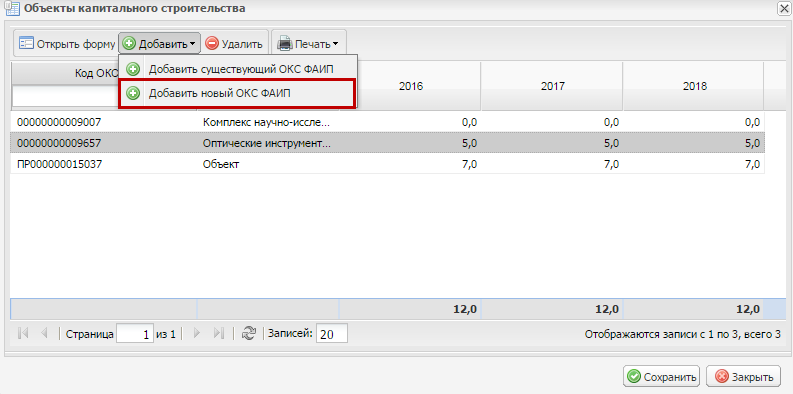 Объекты капитального строительства
Открыть форму Добавить Удалить Печать
Добавить существующий ОКС ФАИП
Добавить новый ОКС ФАИП
Код ОКС 2016 2017 2018
00000000009007 Комплекс научно-иссле... 0,0 0,0 0,0
00000000009657 Оптические инструмент... 5,0 5,0 5,0
ПР000000015037 Объект 7,0 7,0 7,0
12,0 12,0 12,0
Страница 1 из 1 Записей: 20 Отображаются записи с 1 по 3, всего 3
Сохранить Закрыть